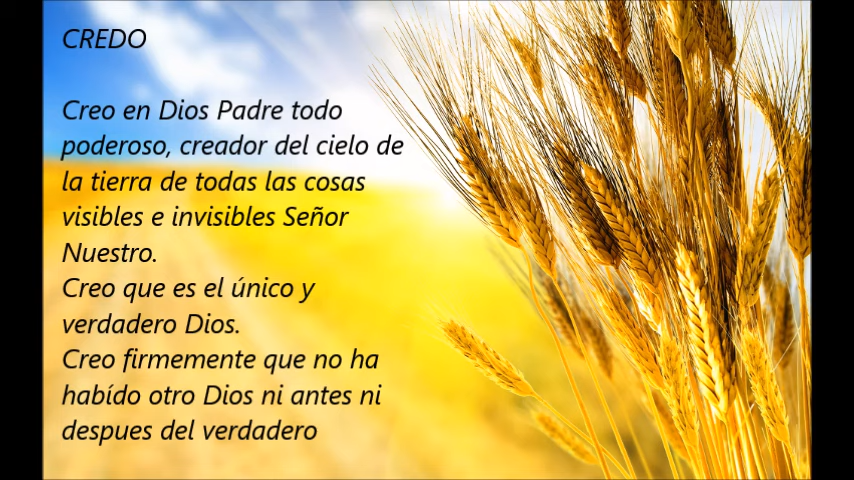 CREDO
Creo en Dios Padre todo
poderoso, creador del cielo de
la tierra de todas las cosas
visibles e invisibles Señor
Nuestro.
Creo que es el único y
verdadero Dios.
Creo firmemente que no ha
habído otro Dios ni antes ni
despues del verdadero